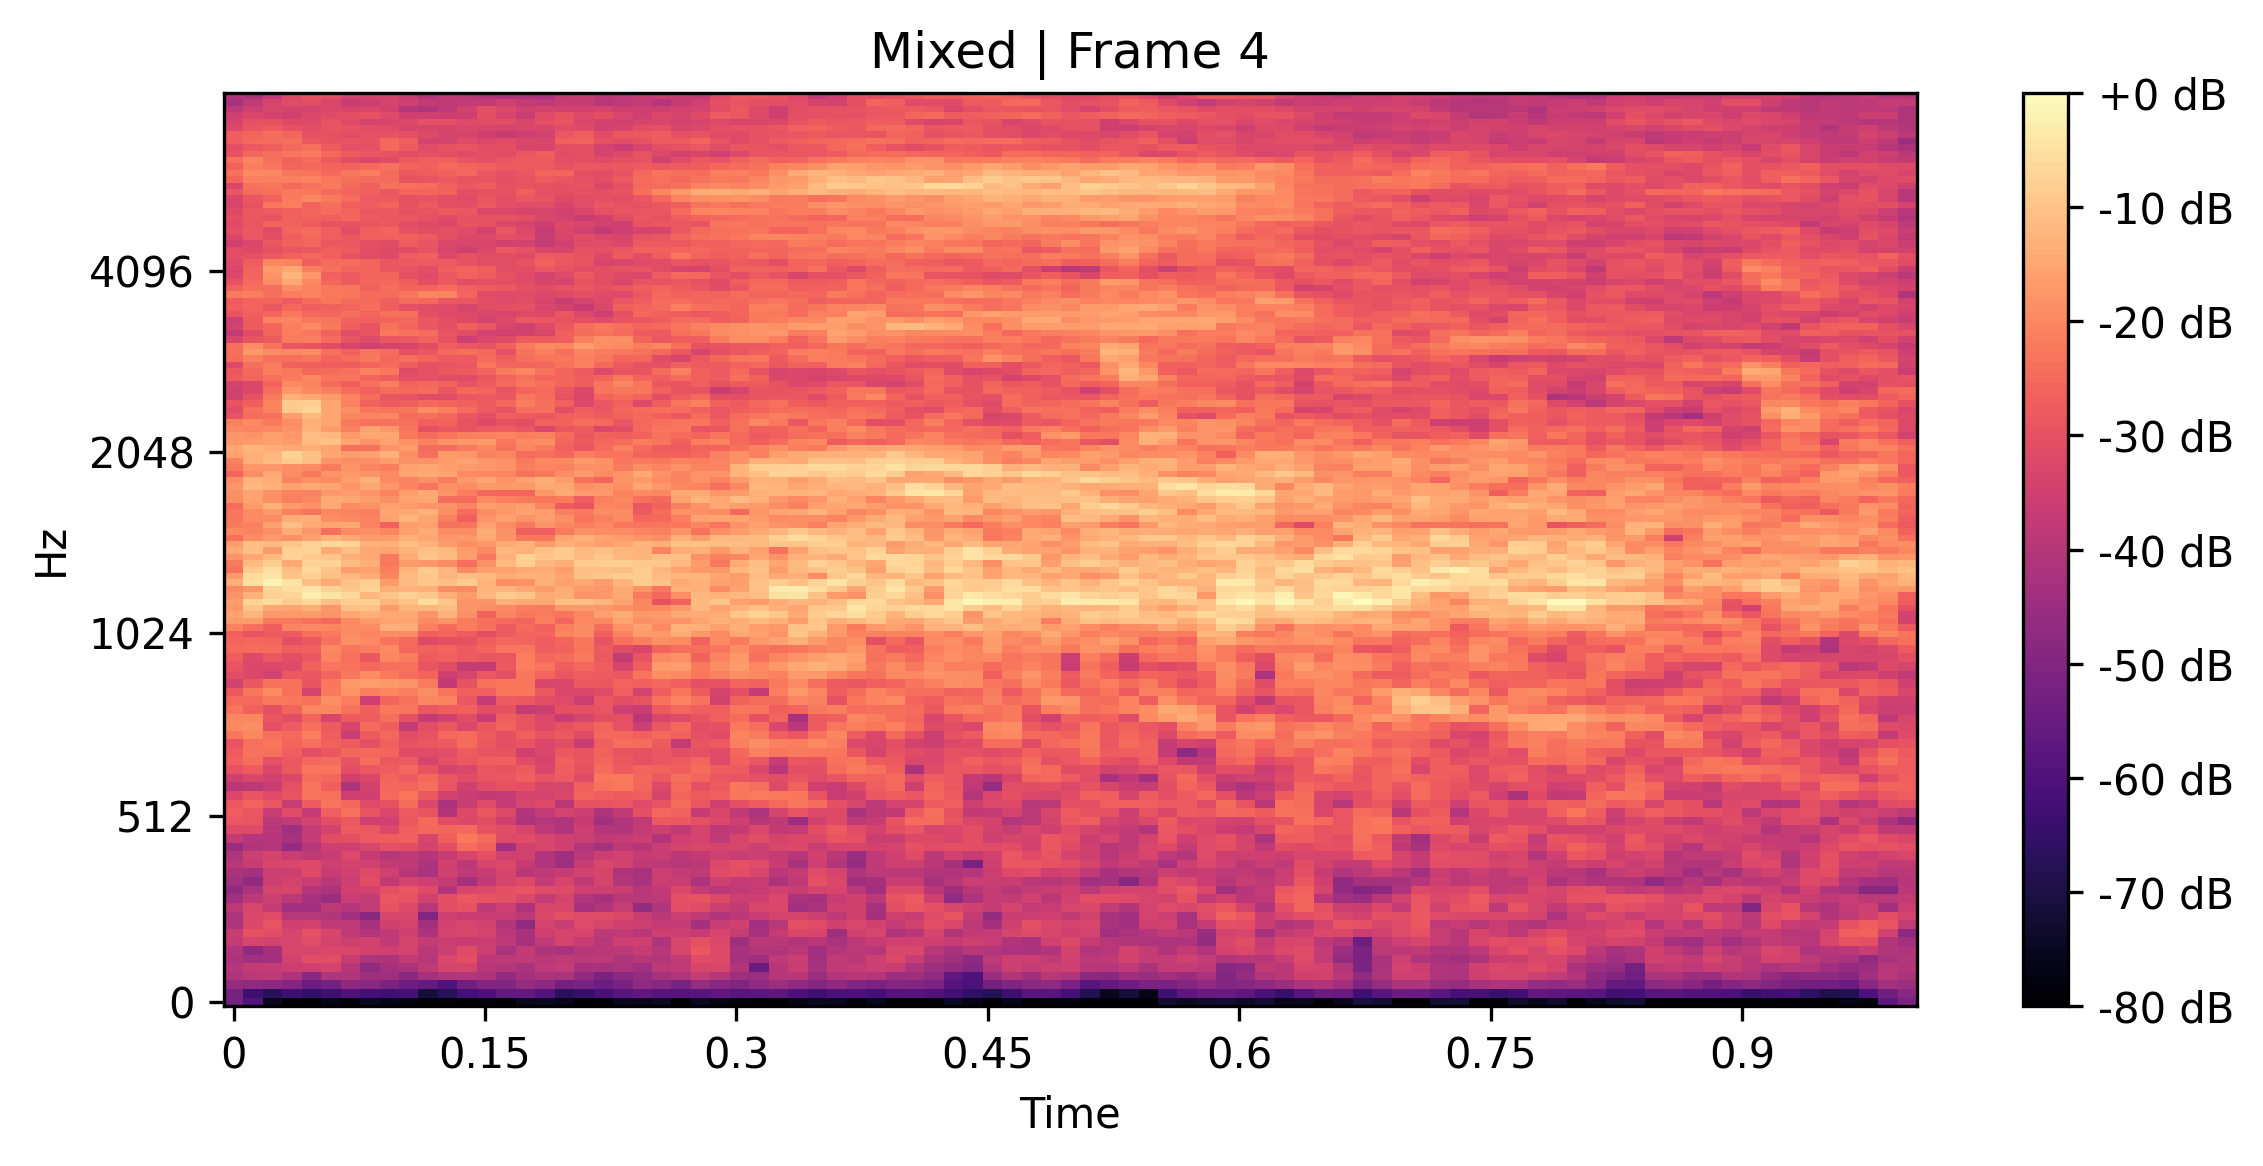 Mixed | Frame 4
Hz
4096
2048
1024
512
0
0 0.15 0.3 0.45 0.6 0.75 0.9
Time
+0 dB
-10 dB
-20 dB
-30 dB
-40 dB
-50 dB
-60 dB
-70 dB
-80 dB